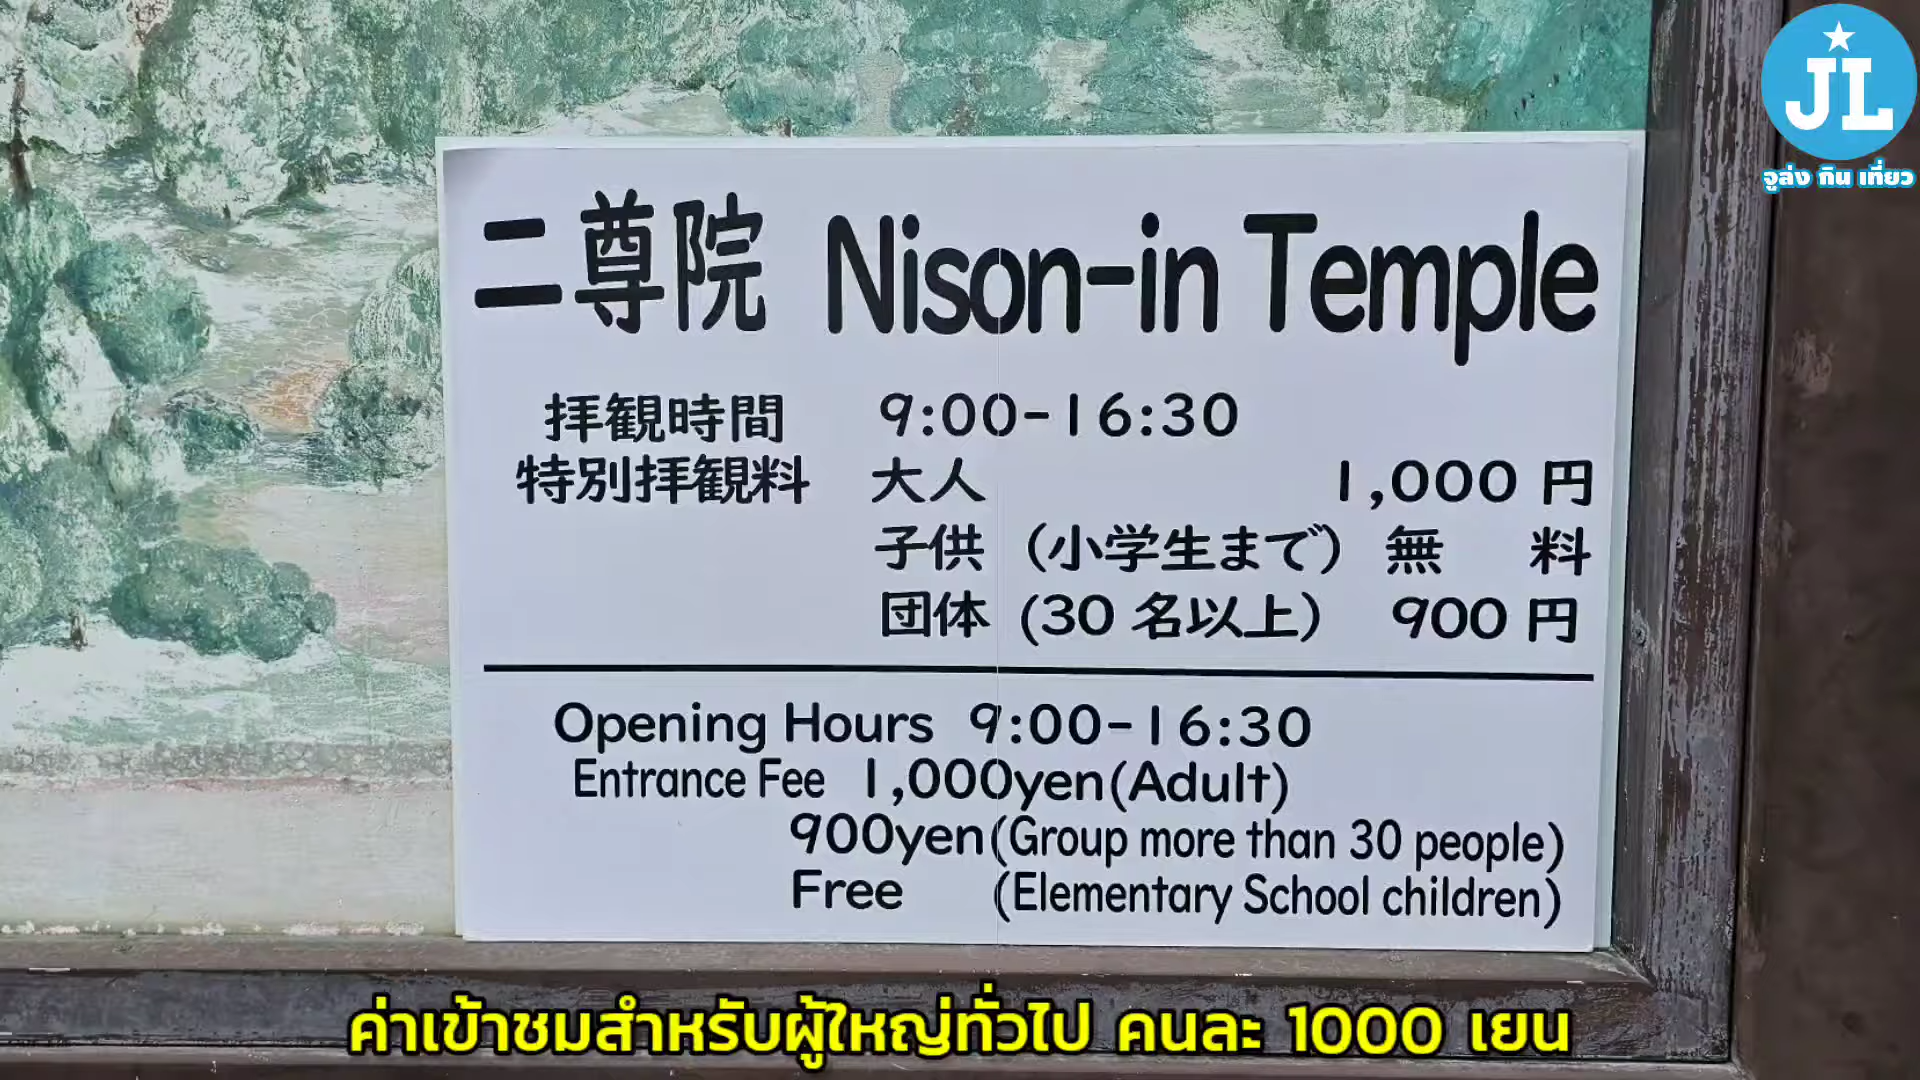 JL
จูล่ง กิน เที่ยว
二尊院 Nison-in Temple
拝観時間 9:00-16:30
特別拝観料 大人 1,000 円
子供 (小学生まで) 無 料
団体 (30 名以上) 900 円
Opening Hours 9:00-16:30
Entrance Fee 1,000yen(Adult)
900yen(Group more than 30 people)
Free (Elementary School children)
ค่าเข้าชมสำหรับผู้ใหญ่ทั่วไป คนละ 1000 เยน